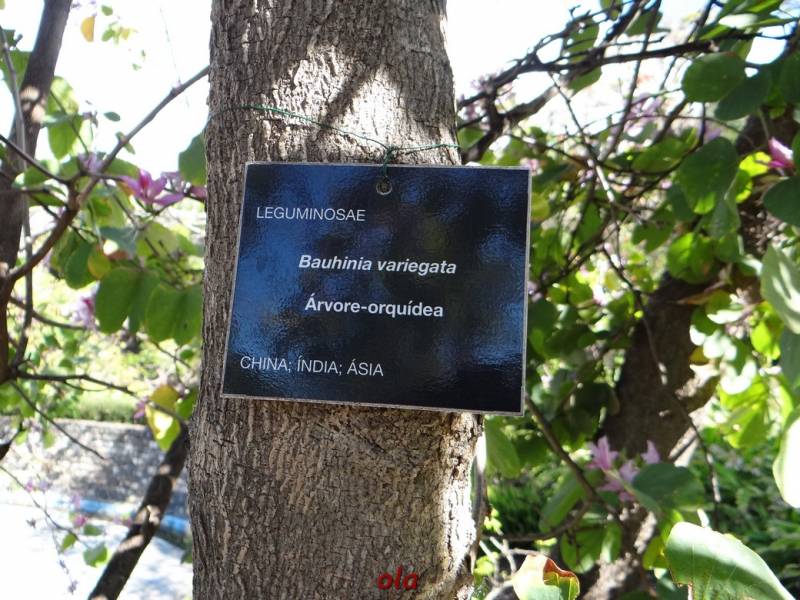 LEGUMINOSAE
Bauhinia variegata
Árvore-orquídea
CHINA; ÍNDIA; ÁSIA
ola